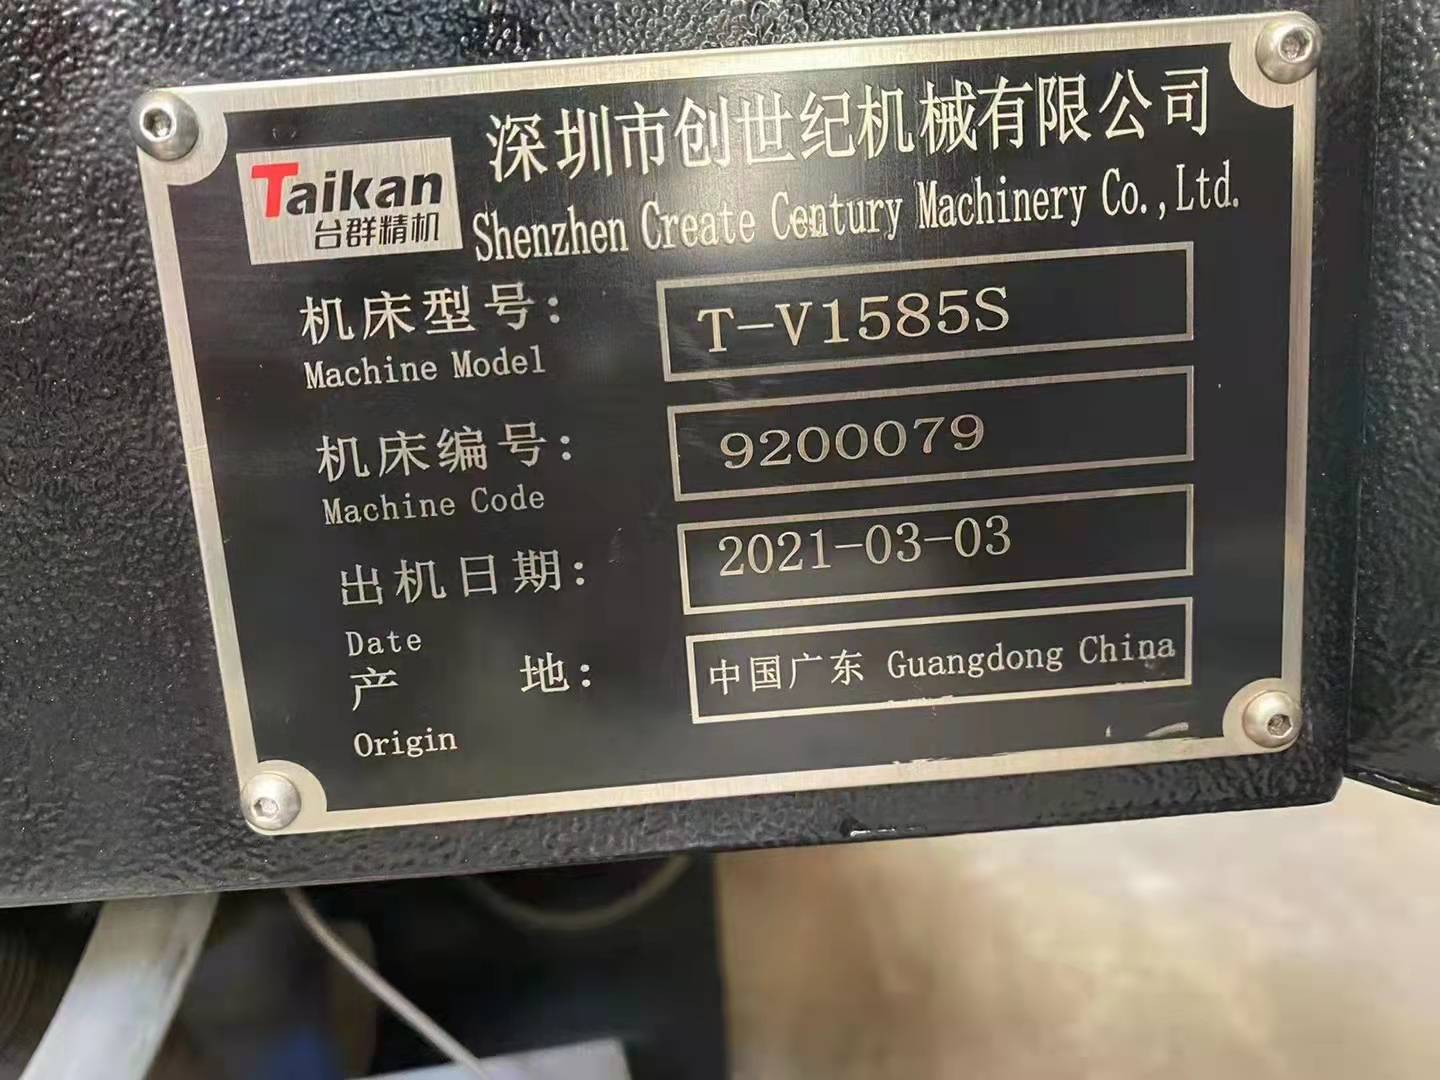 深圳市创世纪机械有限公司
Taikan
台群精机
Shenzhen Create Century Machinery Co.,Ltd.
机床型号: T-V1585S
Machine Model
机床编号: 9200079
Machine Code
出机日期: 2021-03-03
Date
产 地: 中国广东 Guangdong China
Origin